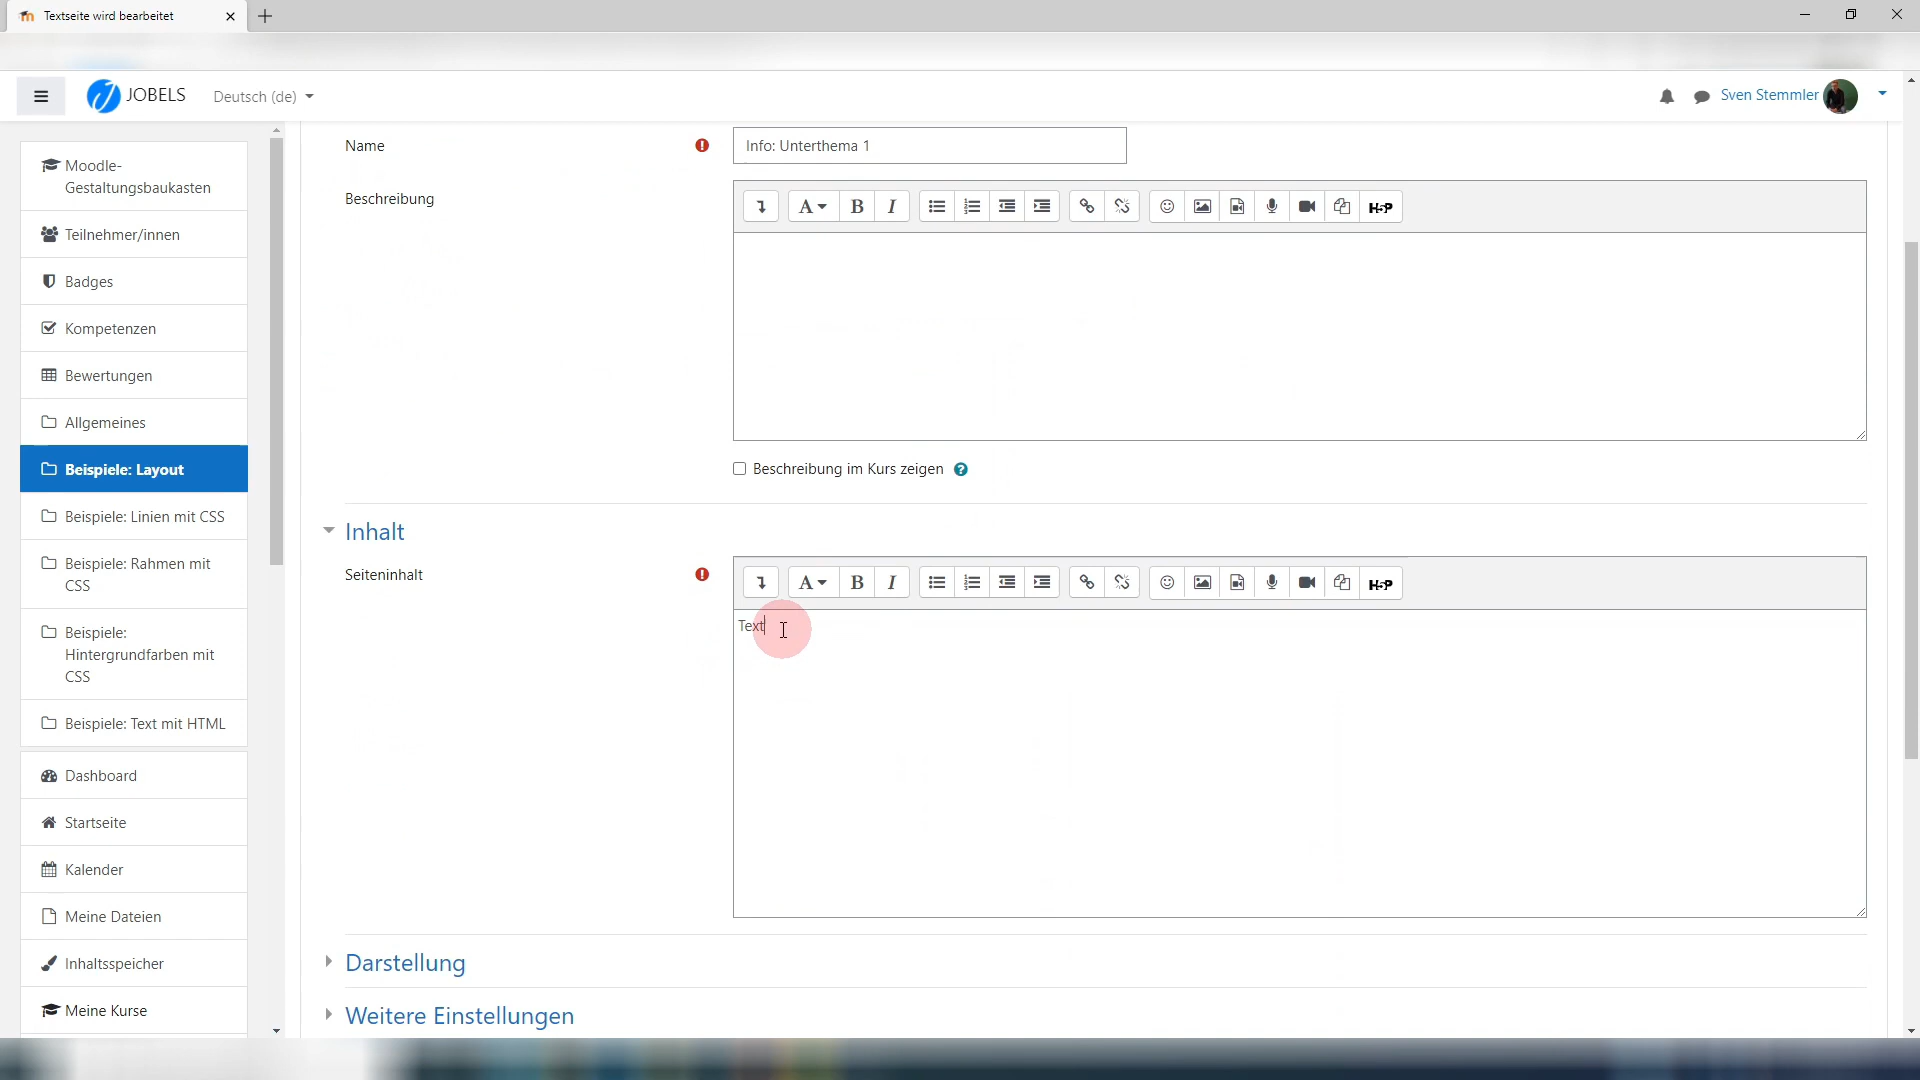 Textseite wird bearbeitet
JOBELS
Deutsch (de)
Sven Stemmler
Moodle-
Gestaltungsbaukasten
Teilnehmer/innen
Badges
Kompetenzen
Bewertungen
Allgemeines
Beispiele: Layout
Beispiele: Linien mit CSS
Beispiele: Rahmen mit
CSS
Beispiele:
Hintergrundfarben mit
CSS
Beispiele: Text mit HTML
Dashboard
Startseite
Kalender
Meine Dateien
Inhaltsspeicher
Meine Kurse
Name
Info: Unterthema 1
Beschreibung
A B I H5P
Beschreibung im Kurs zeigen
Inhalt
Seiteninhalt
A B I H5P
Text
Darstellung
Weitere Einstellungen